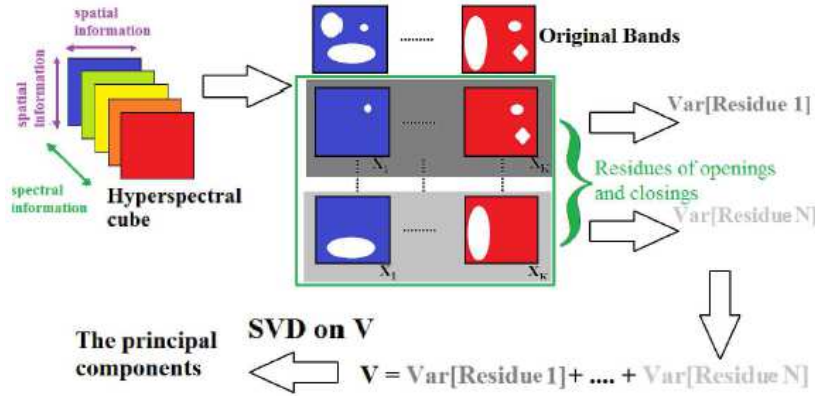 spatial
information
spatial
information
spectral
information
Hyperspectral
cube
Original Bands
X1
XK
X1
XK
Var[Residue 1]
Residues of openings
and closings
Var[Residue N]
The principal
components
SVD on V
V = Var[Residue 1]+ .... + Var[Residue N]